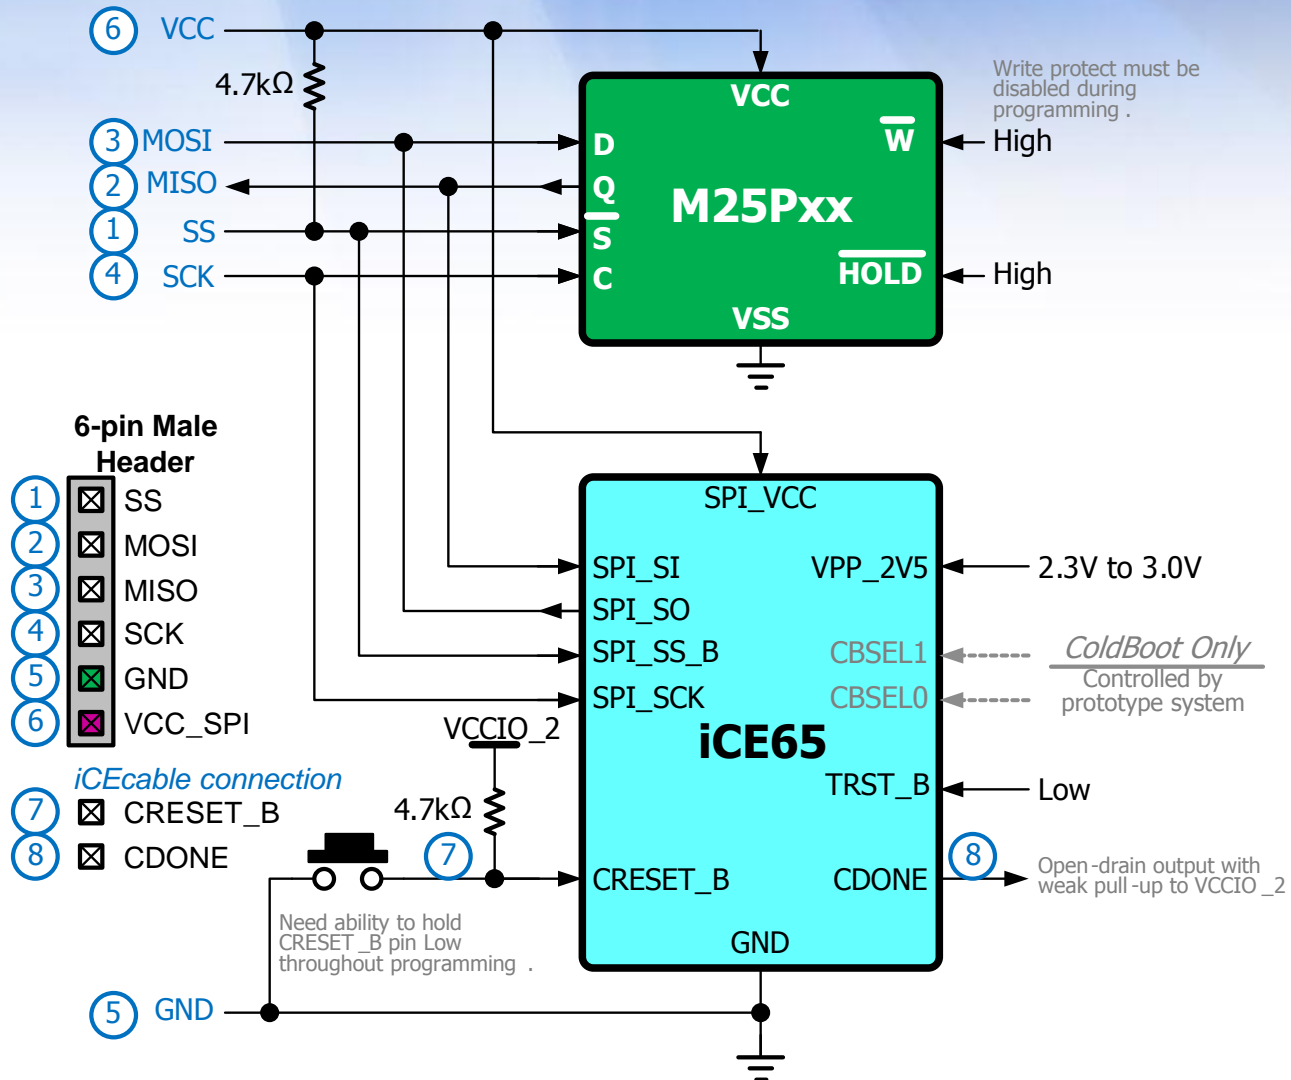 6 VCC
4.7kΩ
3 MOSI
2 MISO
1 SS
4 SCK
VCC
D
Q
S
C
W
M25Pxx
HOLD
VSS
Write protect must be
disabled during
programming .
High
High
6-pin Male
Header
1 SS
2 MOSI
3 MISO
4 SCK
5 GND
6 VCC_SPI
iCEcable connection
7 CRESET_B
8 CDONE
SPI_VCC
SPI_SI
SPI_SO
SPI_SS_B
SPI_SCK
VPP_2V5
CBSEL1
CBSEL0
iCE65
TRST_B
CRESET_B
CDONE
GND
2.3V to 3.0V
ColdBoot Only
Controlled by
prototype system
Low
8
Open-drain output with
weak pull-up to VCCIO_2
VCCIO_2
4.7kΩ
7
Need ability to hold
CRESET_B pin Low
throughout programming .
5 GND